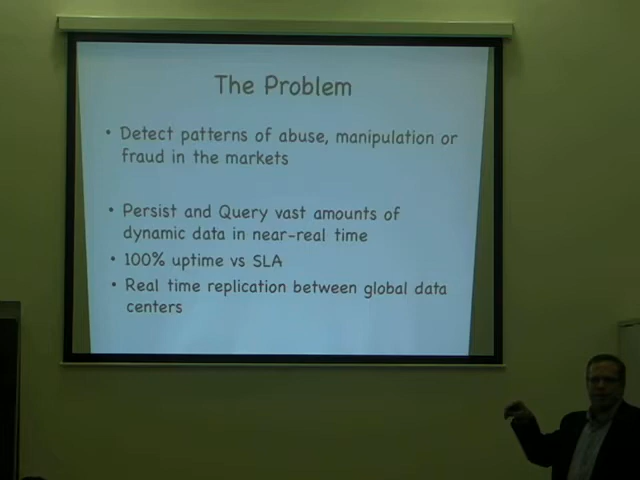 The Problem
• Detect patterns of abuse, manipulation or
fraud in the markets
• Persist and Query vast amounts of
dynamic data in near-real time
• 100% uptime vs SLA
• Real time replication between global data
centers